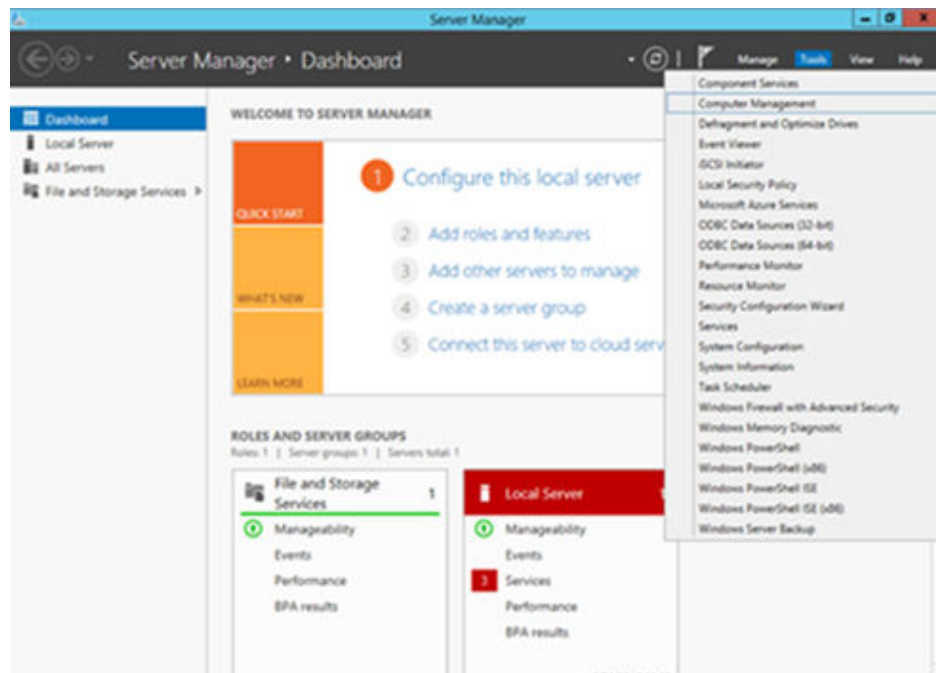 Server Manager
Server Manager • Dashboard
Manage Tools View Help
Dashboard
Local Server
All Servers
File and Storage Services
WELCOME TO SERVER MANAGER
QUICK START
WHAT'S NEW
LEARN MORE
1 Configure this local server
2 Add roles and features
3 Add other servers to manage
4 Create a server group
5 Connect this server to cloud serv
ROLES AND SERVER GROUPS
Roles: 1 | Server groups: 1 | Servers total: 1
File and Storage 1
Services
Manageability
Events
Performance
BPA results
Local Server 1
Manageability
Events
3 Services
Performance
BPA results
Component Services
Computer Management
Defragment and Optimize Drives
Event Viewer
iSCSI Initiator
Local Security Policy
Microsoft Azure Services
ODBC Data Sources (32-bit)
ODBC Data Sources (64-bit)
Performance Monitor
Resource Monitor
Security Configuration Wizard
Services
System Configuration
System Information
Task Scheduler
Windows Firewall with Advanced Security
Windows Memory Diagnostic
Windows PowerShell
Windows PowerShell (x86)
Windows PowerShell ISE
Windows PowerShell ISE (x86)
Windows Server Backup